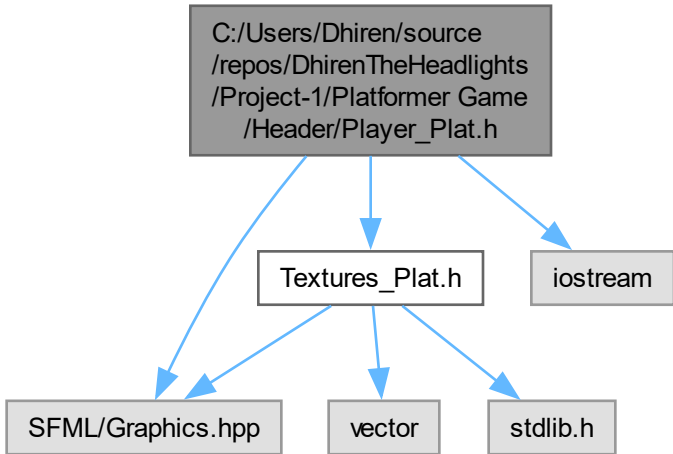 C:/Users/Dhiren/source
/repos/DhirenTheHeadlights
/Project-1/Platformer Game
/Header/Player_Plat.h
Textures_Plat.h
iostream
SFML/Graphics.hpp
vector
stdlib.h